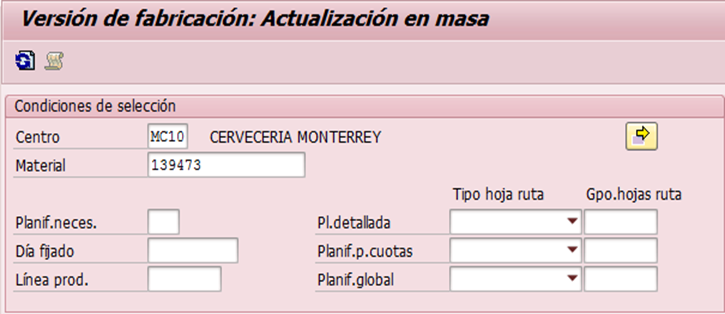 Versión de fabricación: Actualización en masa
Condiciones de selección
Centro MC10 CERVECERIA MONTERREY
Material 139473
Tipo hoja ruta Gpo.hojas ruta
Planif.neces. Pl.detallada
Día fijado Planif.p.cuotas
Línea prod. Planif.global